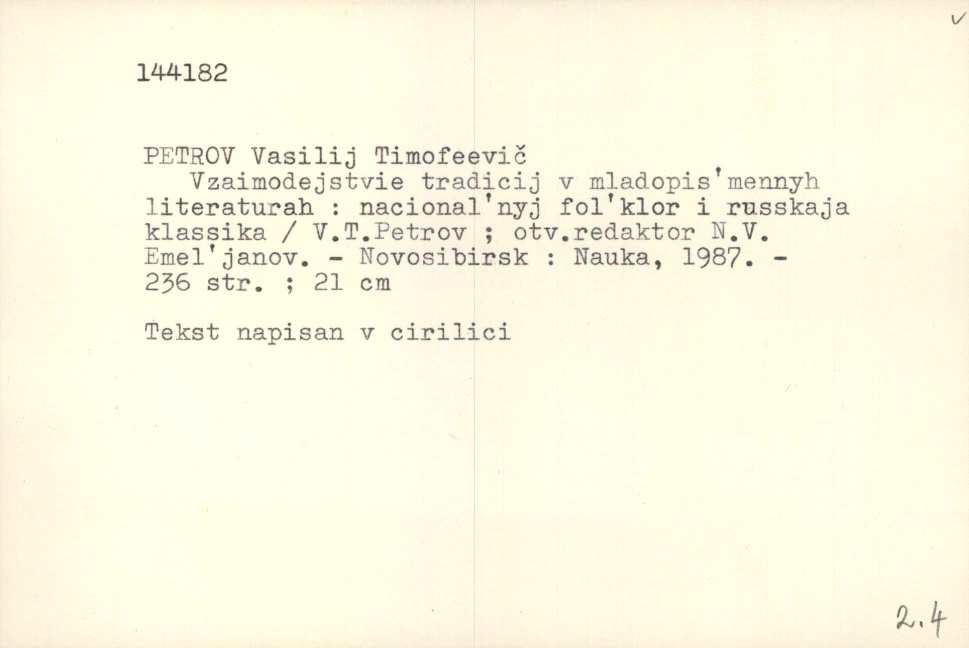 144182
PETROV Vasilij Timofeevič
Vzaimodejstvie tradicij v mladopis'mennyh
literaturah : nacional'nyj fol'klor i russkaja
klassika / V.T.Petrov ; otv.redaktor N.V.
Emel'janov. - Novosibirsk : Nauka, 1987. -
236 str. ; 21 cm
Tekst napisan v cirilici
2.4